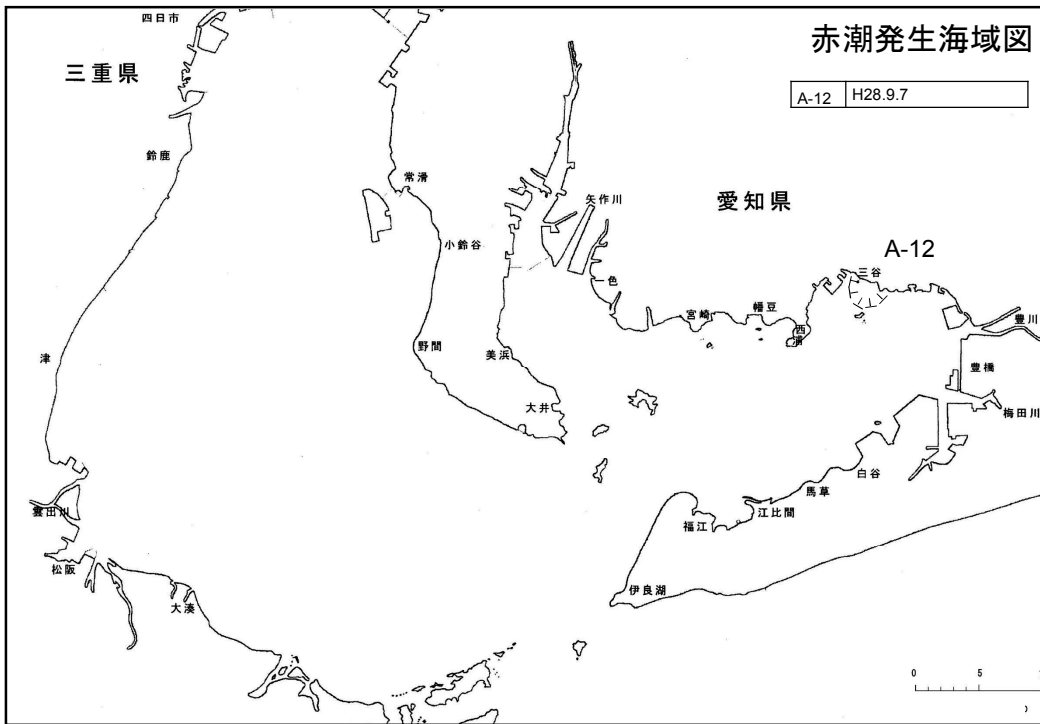 四日市
赤潮発生海域図
三重県
A-12 H28.9.7
鈴鹿
常滑
矢作川
愛知県
小鈴谷
A-12
三谷
一色
宮崎
幡豆
豊川
西浦
野間
美浜
津
豊橋
大井
梅田川
白谷
馬草
雲出川
江比間
福江
松阪
伊良湖
大湊
0 5